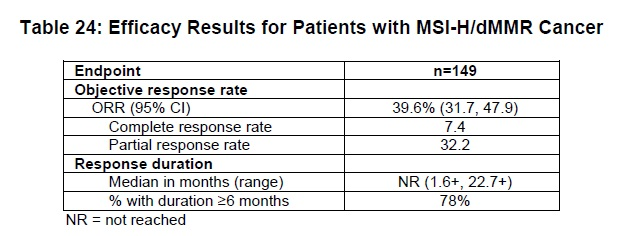 Table 24: Efficacy Results for Patients with MSI-H/dMMR Cancer
Endpoint n=149
Objective response rate
ORR (95% CI) 39.6% (31.7, 47.9)
Complete response rate 7.4
Partial response rate 32.2
Response duration
Median in months (range) NR (1.6+, 22.7+)
% with duration ≥6 months 78%
NR = not reached